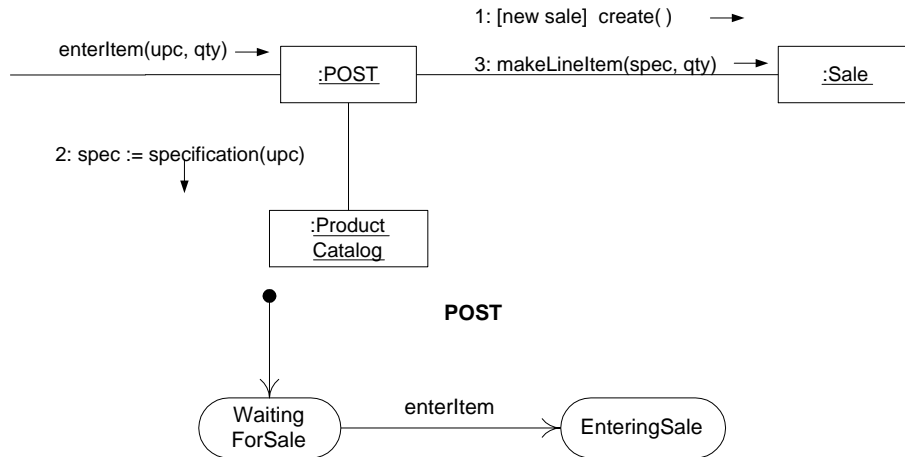 1: [new sale] create( )
enterItem(upc, qty)
:POST
3: makeLineItem(spec, qty)
:Sale
2: spec := specification(upc)
:Product
Catalog
POST
Waiting
ForSale
enterItem
EnteringSale